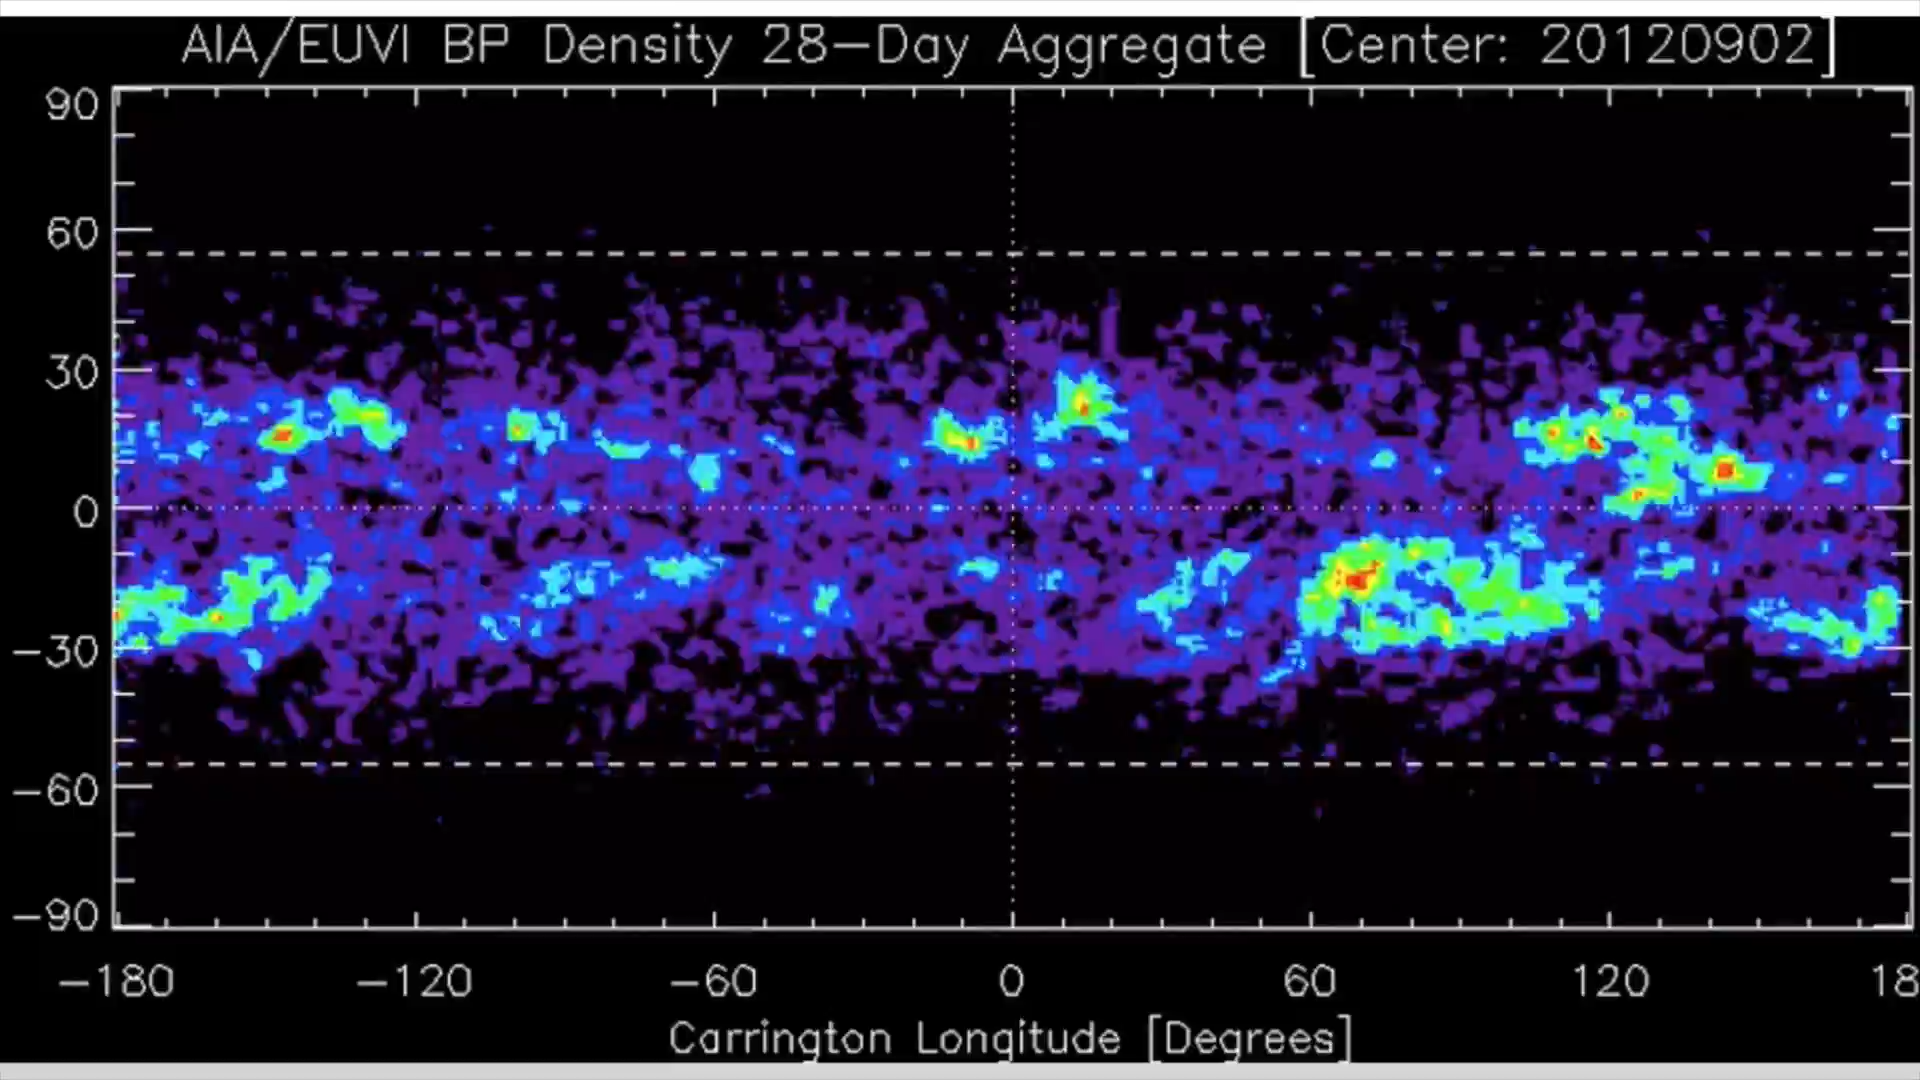 AIA/EUVI BP Density 28-Day Aggregate [Center: 20120902]
90
60
30
0
-30
-60
-90
-180 -120 -60 0 60 120 18
Carrington Longitude [Degrees]